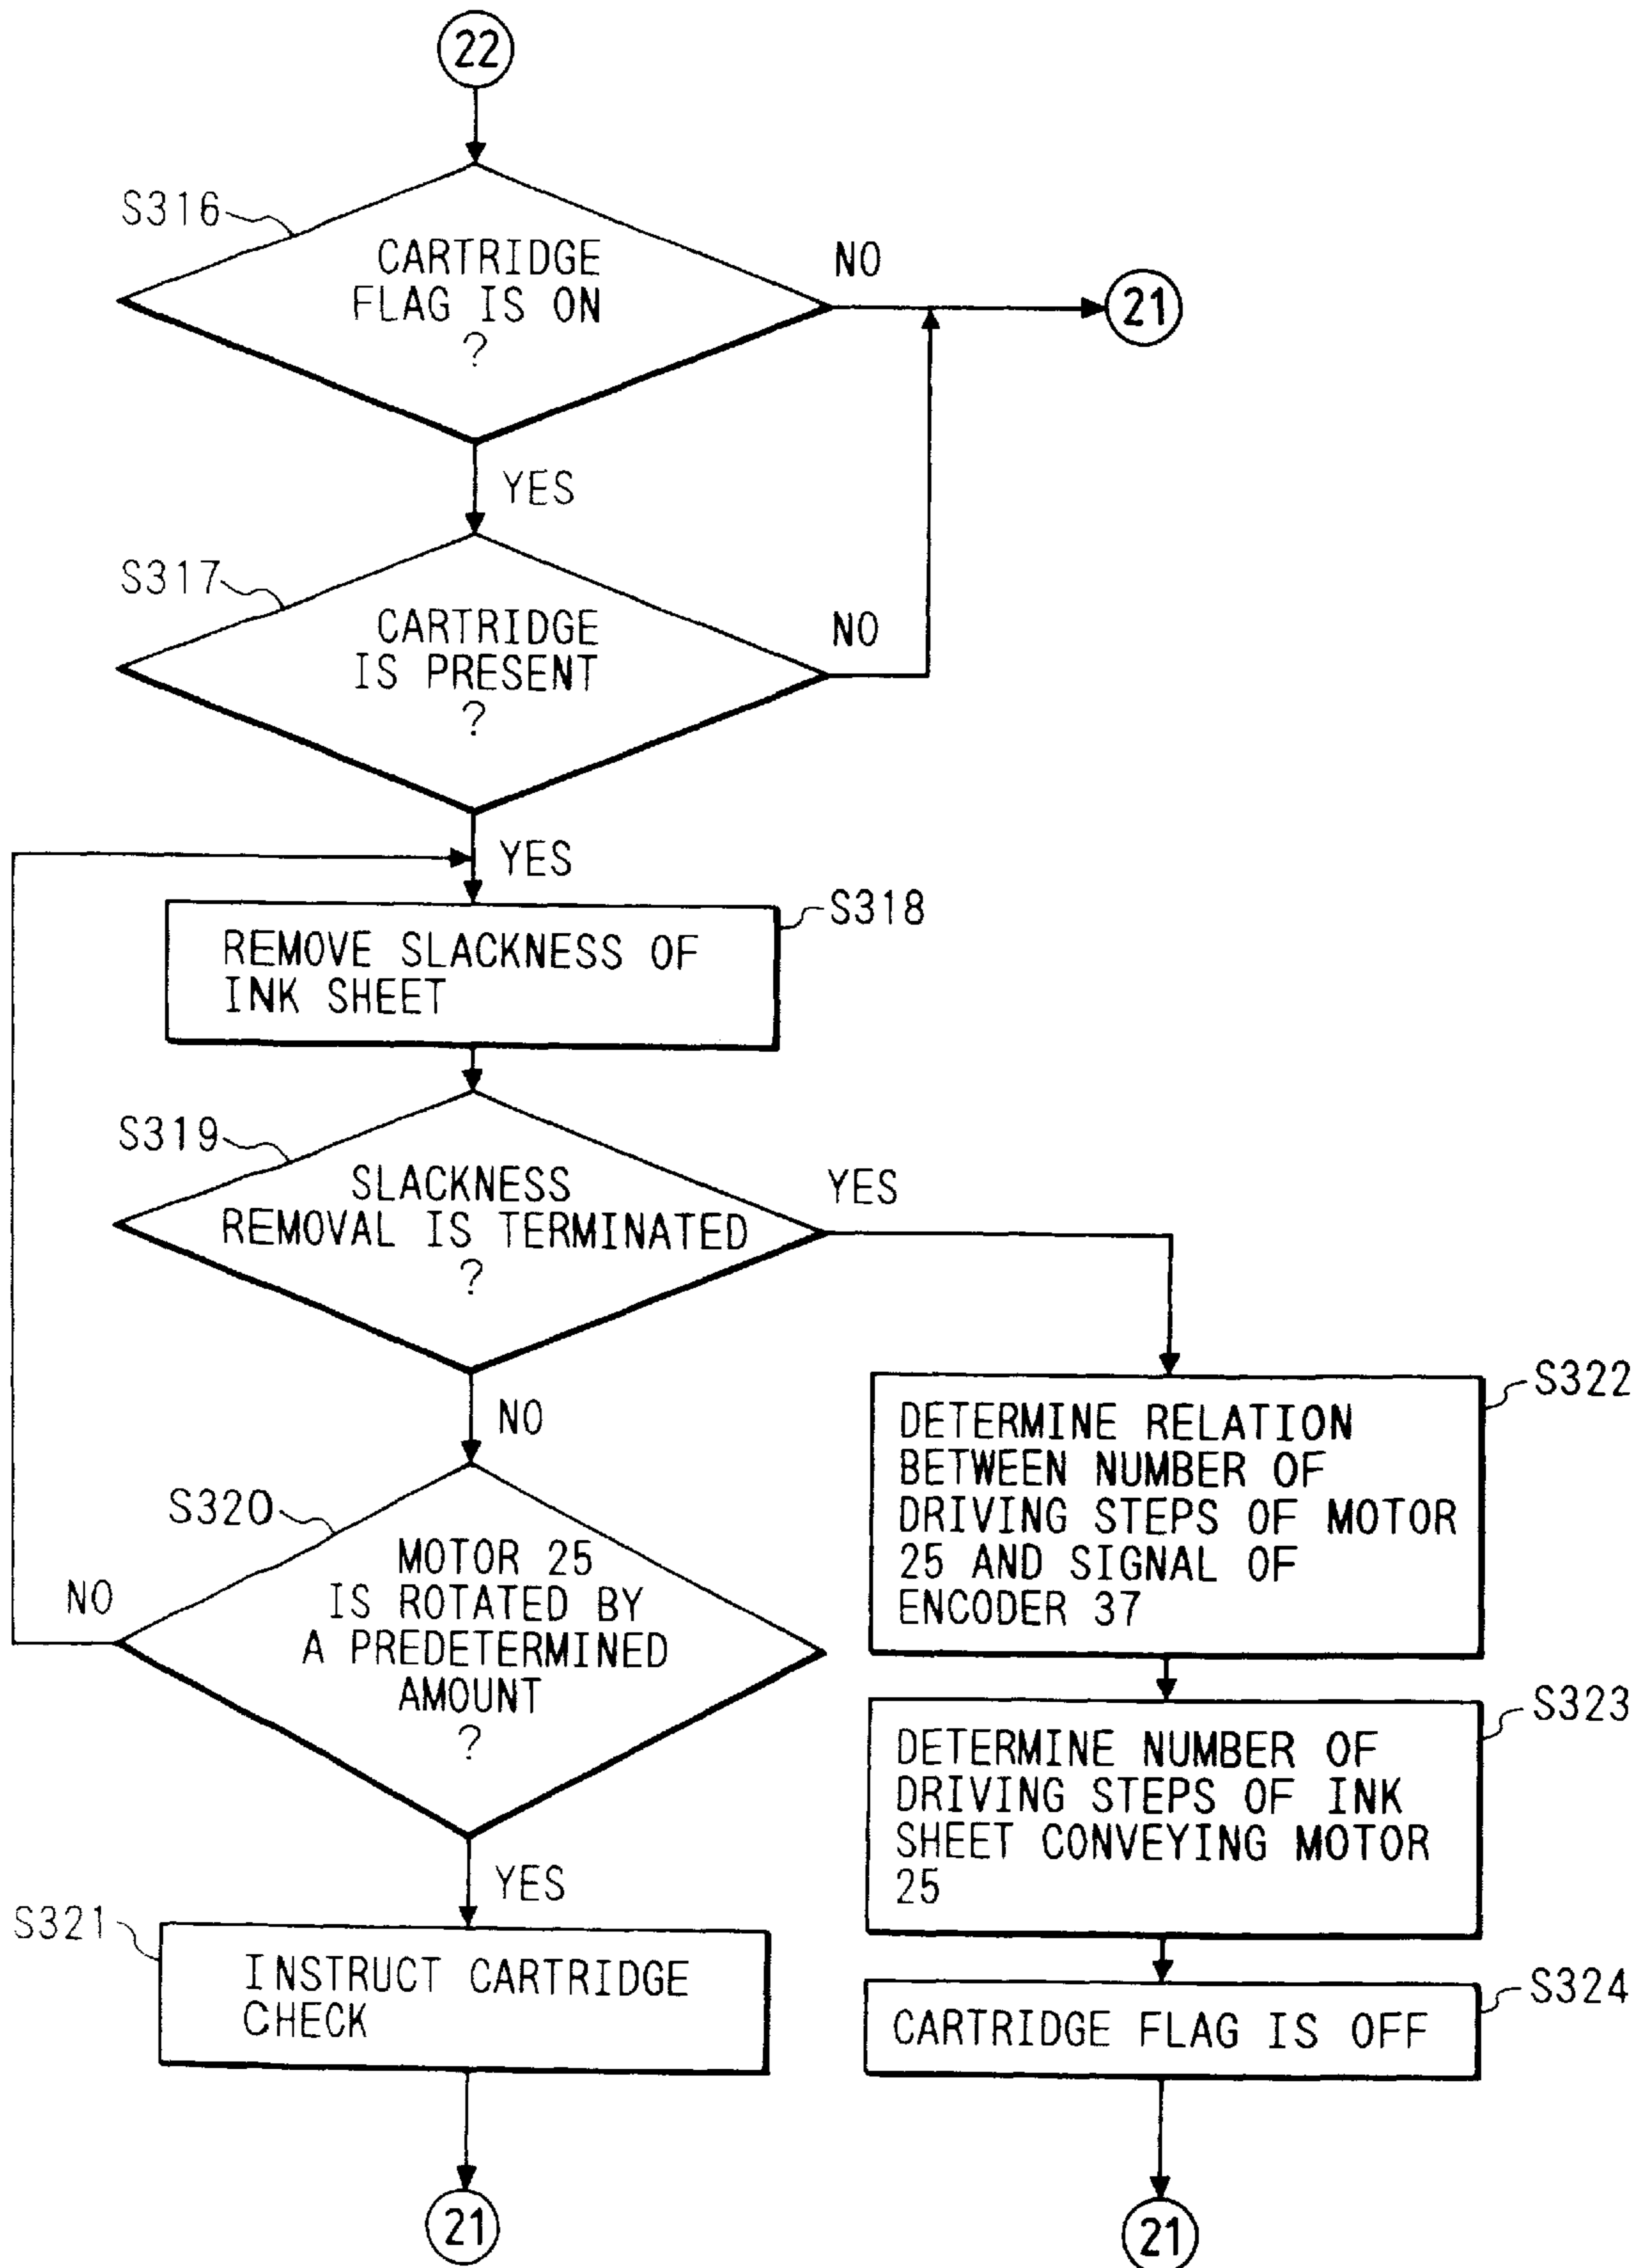 22
S316
CARTRIDGE
FLAG IS ON
?
NO
21
YES
S317
CARTRIDGE
IS PRESENT
?
NO
YES
S318
REMOVE SLACKNESS OF
INK SHEET
S319
SLACKNESS
REMOVAL IS TERMINATED
?
YES
NO
S320
MOTOR 25
IS ROTATED BY
A PREDETERMINED
AMOUNT
?
NO
YES
S321
INSTRUCT CARTRIDGE
CHECK
21
S322
DETERMINE RELATION
BETWEEN NUMBER OF
DRIVING STEPS OF MOTOR
25 AND SIGNAL OF
ENCODER 37
S323
DETERMINE NUMBER OF
DRIVING STEPS OF INK
SHEET CONVEYING MOTOR
25
S324
CARTRIDGE FLAG IS OFF
21